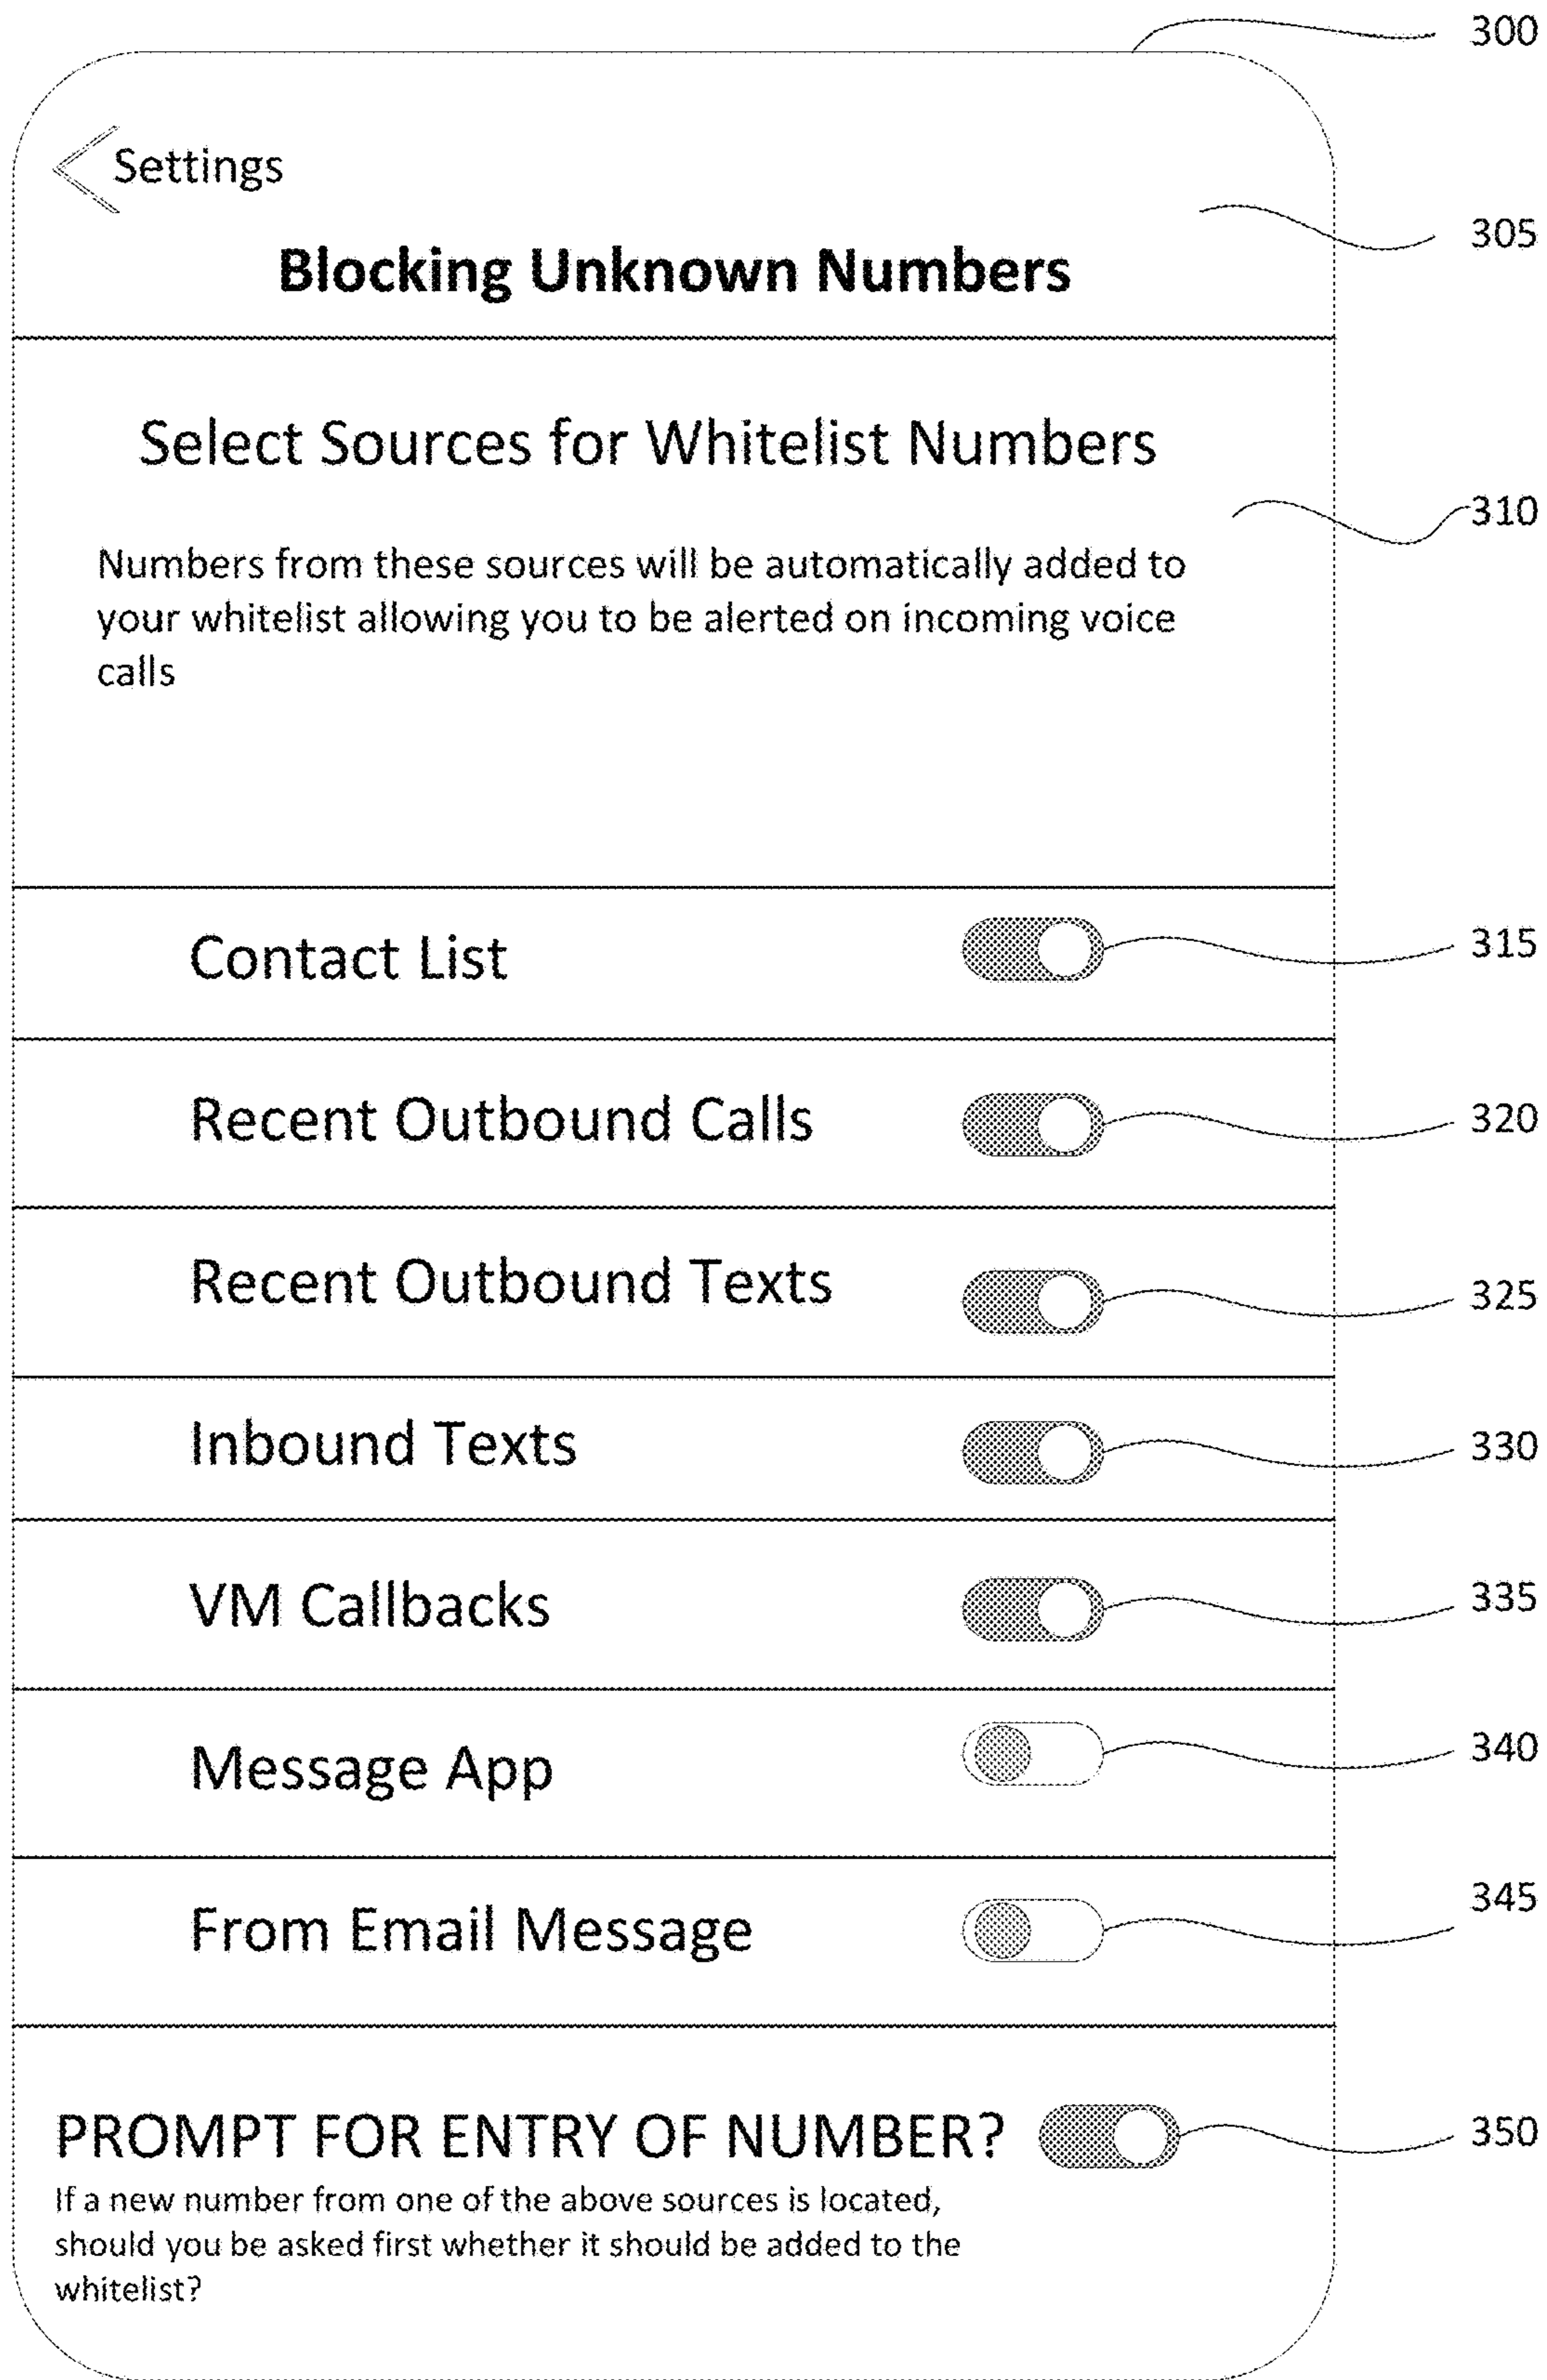 300
Settings
305
Blocking Unknown Numbers
Select Sources for Whitelist Numbers
310
Numbers from these sources will be automatically added to
your whitelist allowing you to be alerted on incoming voice
calls
Contact List
315
Recent Outbound Calls
320
Recent Outbound Texts
325
Inbound Texts
330
VM Callbacks
335
Message App
340
From Email Message
345
PROMPT FOR ENTRY OF NUMBER?
350
If a new number from one of the above sources is located,
should you be asked first whether it should be added to the
whitelist?